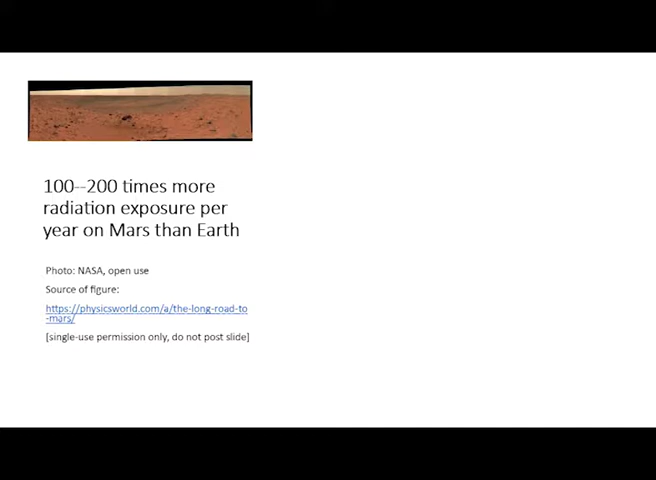 100--200 times more
radiation exposure per
year on Mars than Earth
Photo: NASA, open use
Source of figure:
https://physicsworld.com/a/the-long-road-to
-mars/
[single-use permission only, do not post slide]